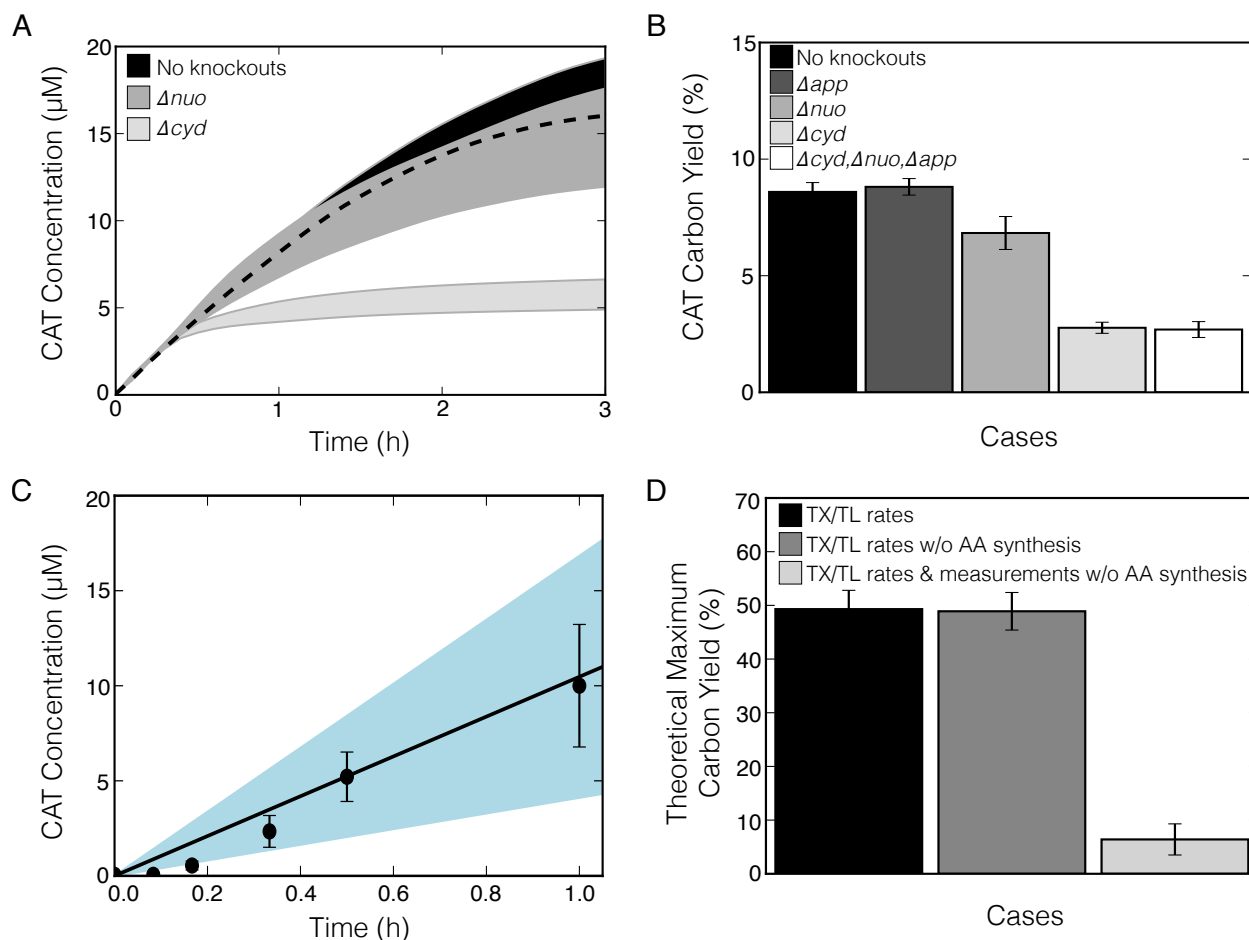 A
CAT Concentration (µM)
20
15
10
5
0
No knockouts
Δnuo
Δcyd
0
1
2
3
Time (h)
B
CAT Carbon Yield (%)
15
10
5
0
No knockouts
Δapp
Δnuo
Δcyd
Δcyd,Δnuo,Δapp
Cases
C
CAT Concentration (µM)
20
15
10
5
0
0.0
0.2
0.4
0.6
0.8
1.0
Time (h)
D
Theoretical Maximum
Carbon Yield (%)
70
60
50
40
30
20
10
0
TX/TL rates
TX/TL rates w/o AA synthesis
TX/TL rates & measurements w/o AA synthesis
Cases